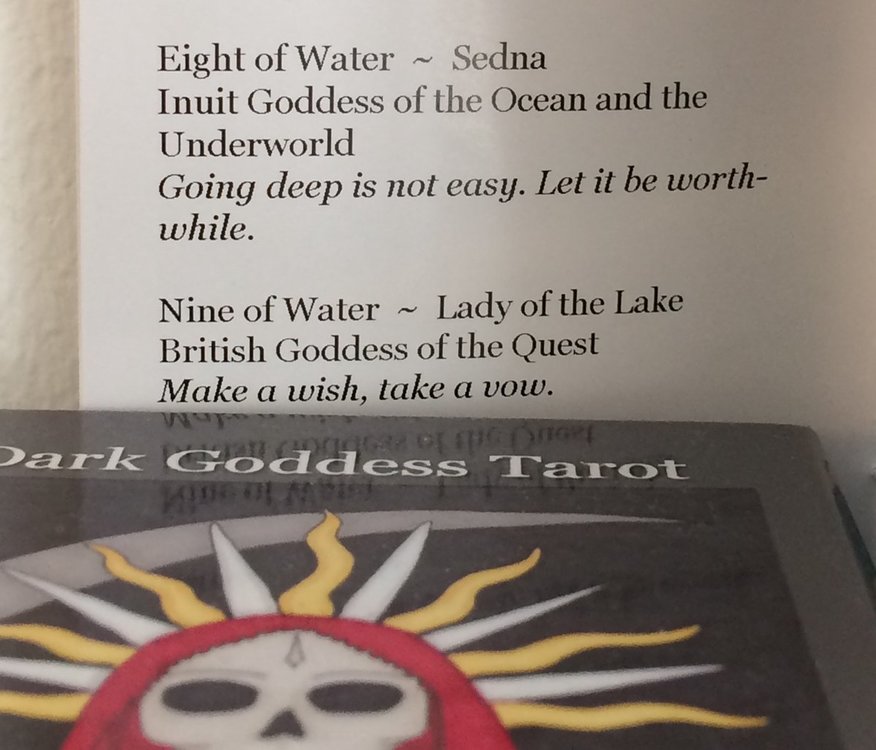 Eight of Water ~ Sedna
Inuit Goddess of the Ocean and the
Underworld
Going deep is not easy. Let it be worth-
while.
Nine of Water ~ Lady of the Lake
British Goddess of the Quest
Make a wish, take a vow.
Dark Goddess Tarot